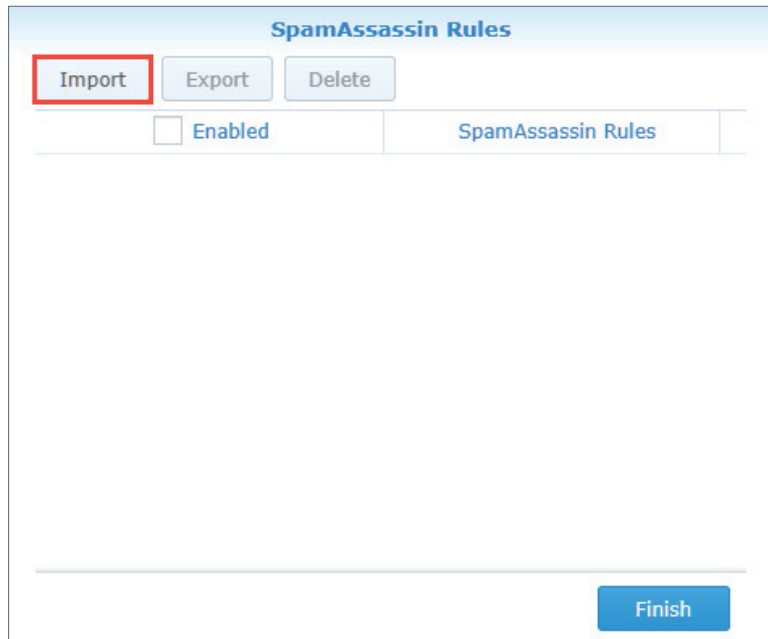 SpamAssassin Rules
Import Export Delete
Enabled SpamAssassin Rules
Finish